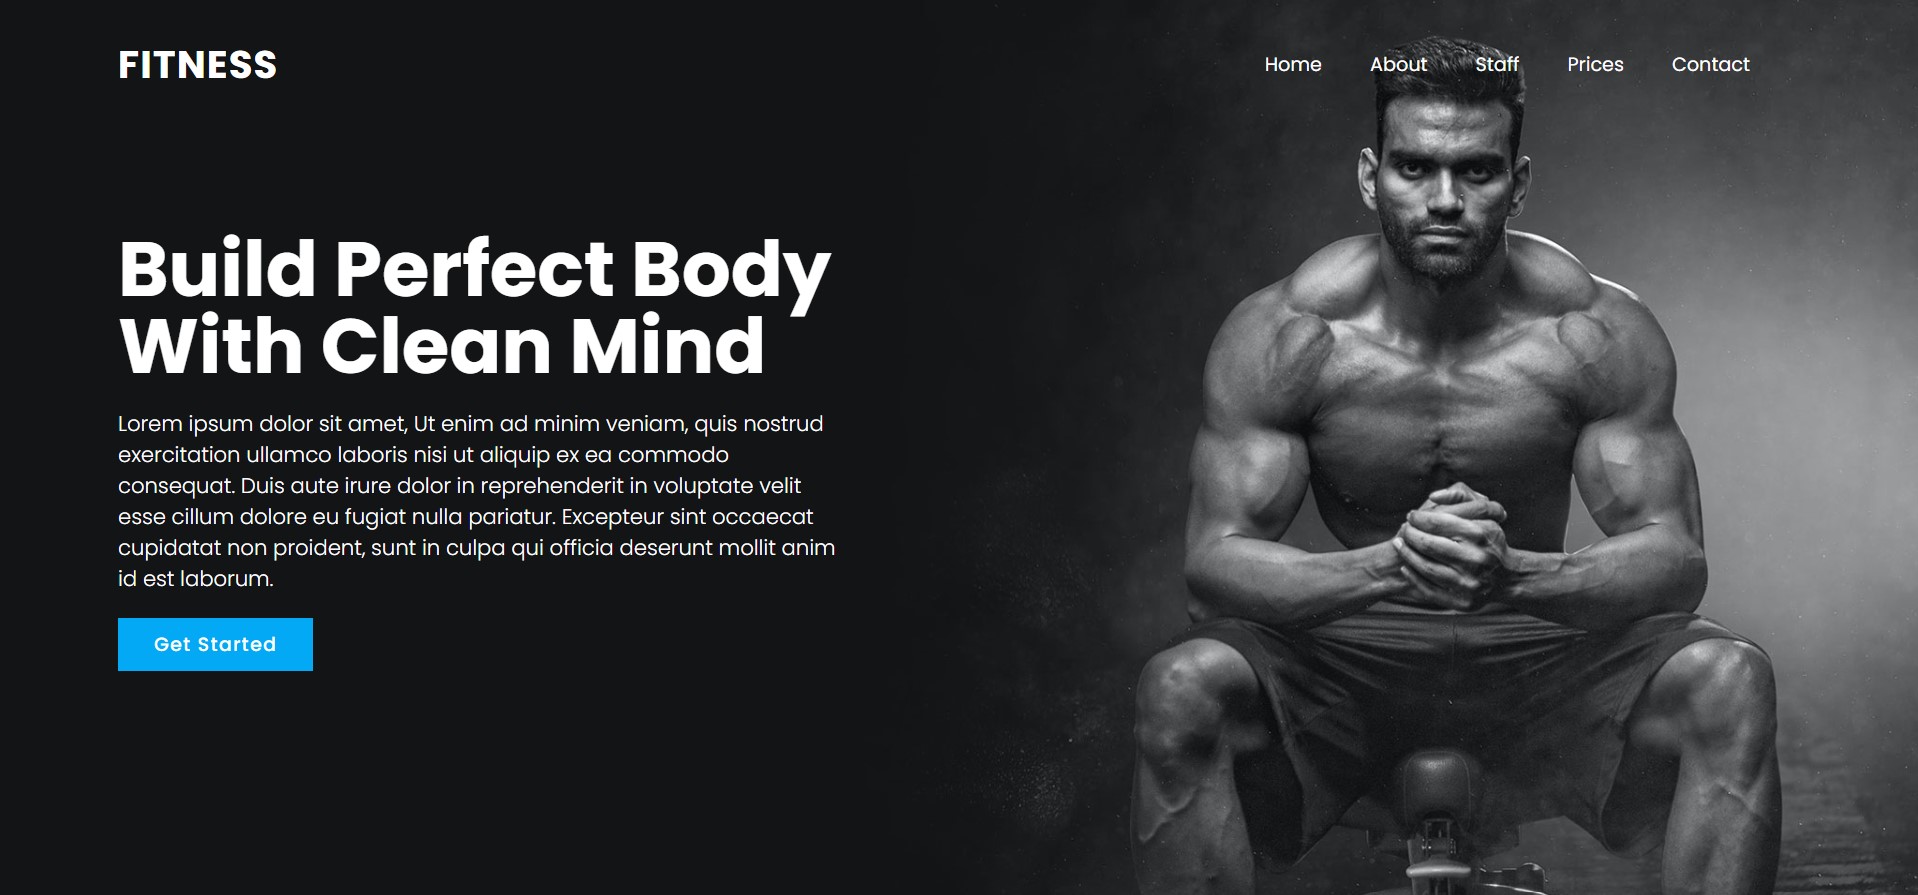 FITNESS
Home About Staff Prices Contact
Build Perfect Body
With Clean Mind
Lorem ipsum dolor sit amet, Ut enim ad minim veniam, quis nostrud
exercitation ullamco laboris nisi ut aliquip ex ea commodo
consequat. Duis aute irure dolor in reprehenderit in voluptate velit
esse cillum dolore eu fugiat nulla pariatur. Excepteur sint occaecat
cupidatat non proident, sunt in culpa qui officia deserunt mollit anim
id est laborum.
Get Started